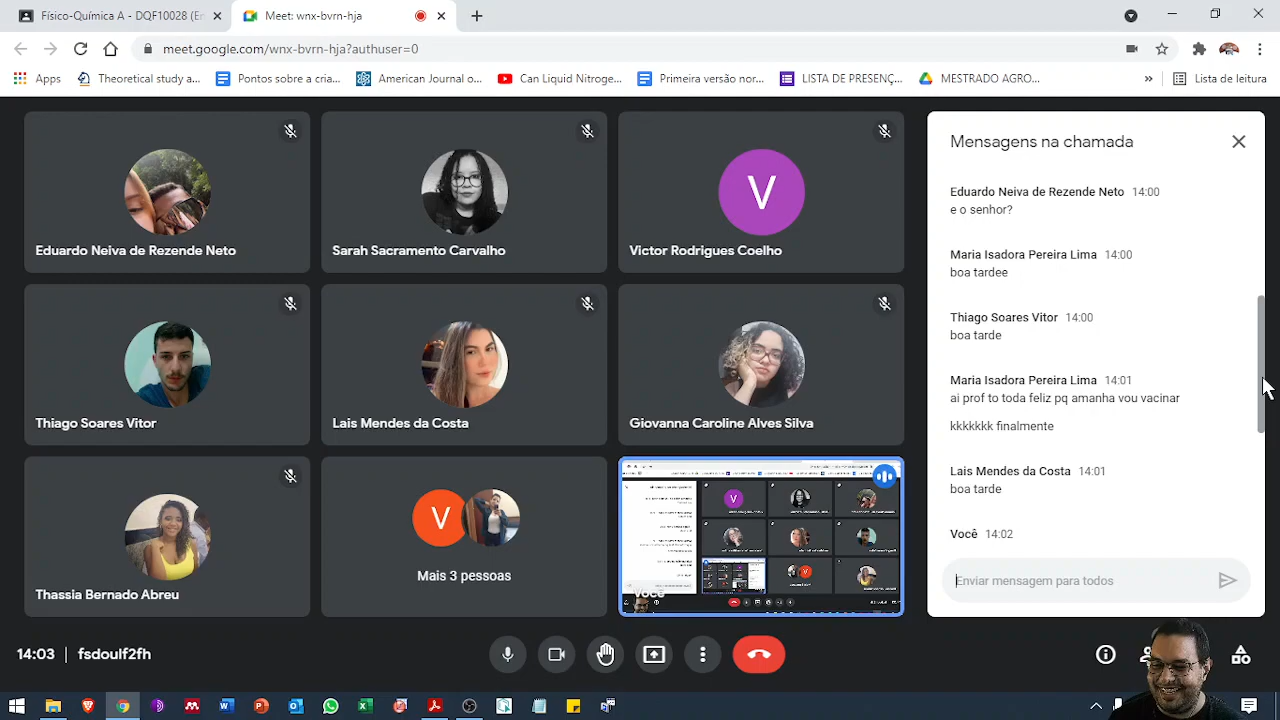 Físico-Química A - DQF10028 (Er
Meet: wnx-bvrn-hja
meet.google.com/wnx-bvrn-hja?authuser=0
Apps
Theoretical study a...
Pontos sobre a cria...
American Journal o...
Can Liquid Nitroge...
Primeira versão nor...
LISTA DE PRESENÇ...
MESTRADO AGRO...
»
Lista de leitura
Eduardo Neiva de Rezende Neto
Sarah Sacramento Carvalho
V
Victor Rodrigues Coelho
Thiago Soares Vitor
Lais Mendes da Costa
Giovanna Caroline Alves Silva
Thassia Bernado Abreu
V
Mais 3 pessoas
Você
Mensagens na chamada
Eduardo Neiva de Rezende Neto 14:00
e o senhor?
Maria Isadora Pereira Lima 14:00
boa tardee
Thiago Soares Vitor 14:00
boa tarde
Maria Isadora Pereira Lima 14:01
ai prof to toda feliz pq amanha vou vacinar
kkkkkkk finalmente
Lais Mendes da Costa 14:01
boa tarde
Você 14:02
Enviar mensagem para todos
14:03 | fsdoulf2fh